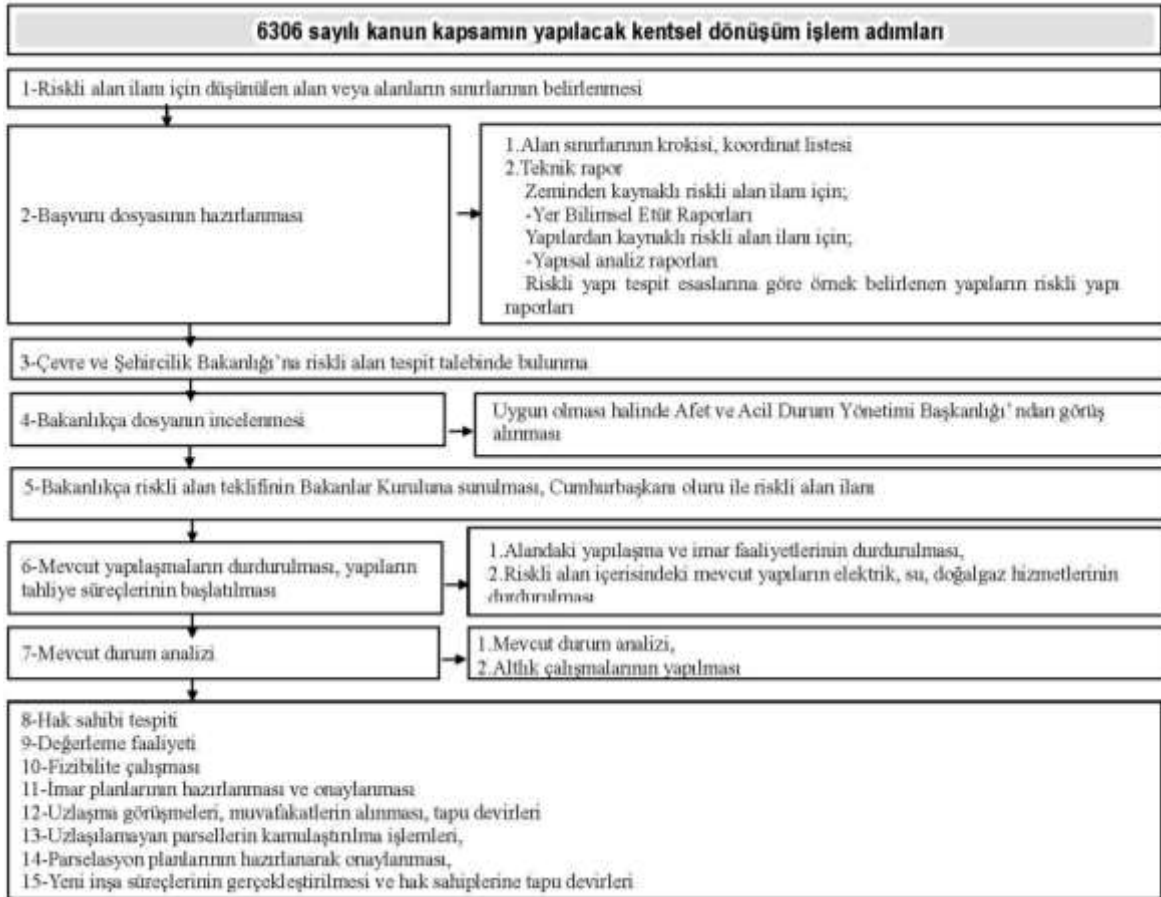 6306 sayılı kanun kapsamın yapılacak kentsel dönüşüm işlem adımları
1-Riskli alan ilanı için düşünülen alan veya alanların sınırlarının belirlenmesi
2-Başvuru dosyasının hazırlanması
1.Alan sınırlarının krokisi, koordinat listesi
2.Teknik rapor
Zeminden kaynaklı riskli alan ilanı için;
-Yer Bilimsel Etüt Raporları
Yapılardan kaynaklı riskli alan ilanı için;
-Yapısal analiz raporları
Riskli yapı tespit esaslarına göre örnek belirlenen yapıların riskli yapı
raporları
3-Çevre ve Şehircilik Bakanlığı'na riskli alan tespit talebinde bulunma
4-Bakanlıkça dosyanın incelenmesi
Uygun olması halinde Afet ve Acil Durum Yönetimi Başkanlığı' ndan görüş
alınması
5-Bakanlıkça riskli alan teklifinin Bakanlar Kuruluna sunulması, Cumhurbaşkanı oluru ile riskli alan ilanı
6-Mevcut yapılaşmaların durdurulması, yapıların
tahliye süreçlerinin başlatılması
1.Alandaki yapılaşma ve imar faaliyetlerinin durdurulması,
2.Riskli alan içerisindeki mevcut yapıların elektrik, su, doğalgaz hizmetlerinin
durdurulması
7-Mevcut durum analizi
1.Mevcut durum analizi,
2.Altlık çalışmalarının yapılması
8-Hak sahibi tespiti
9-Değerleme faaliyeti
10-Fizibilite çalışması
11-İmar planlarının hazırlanması ve onaylanması
12-Uzlaşma görüşmeleri, muvafakatlerin alınması, tapu devirleri
13-Uzlaşılamayan parsellerin kamulaştırılma işlemleri,
14-Parselasyon planlarının hazırlanarak onaylanması,
15-Yeni inşa süreçlerinin gerçekleştirilmesi ve hak sahiplerine tapu devirleri